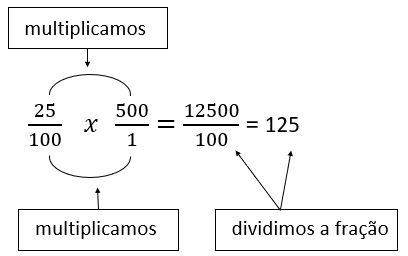 multiplicamos
25/100 x 500/1 = 12500/100 = 125
multiplicamos
dividimos a fração